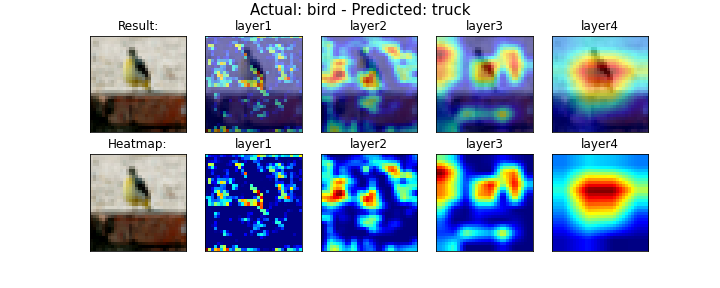 Actual: bird - Predicted: truck
Result: layer1 layer2 layer3 layer4
Heatmap: layer1 layer2 layer3 layer4